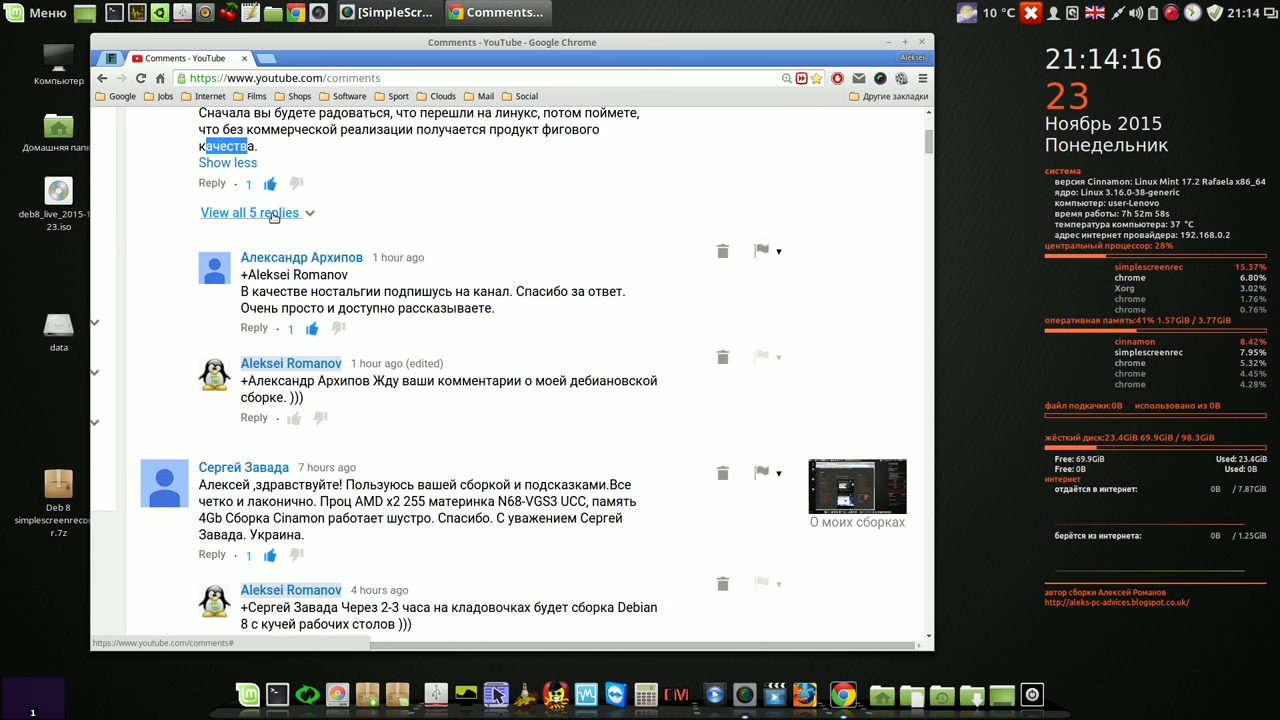 Меню
[SimpleScr...
Comments...
10 °C
21:14
Компьютер
Домашняя папк
deb8_live_2015-1
23.iso
data
Deb 8
simplescreenreco
r.7z
Comments - YouTube - Google Chrome
Comments - YouTube
Aleksei
https://www.youtube.com/comments
Google
Jobs
Internet
Films
Shops
Software
Sport
Clouds
Mail
Social
Другие закладки
Сначала вы будете радоваться, что перешли на линукс, потом поймете,
что без коммерческой реализации получается продукт фигового
качества.
Show less
Reply · 1
View all 5 replies
Александр Архипов 1 hour ago
+Aleksei Romanov
В качестве ностальгии подпишусь на канал. Спасибо за ответ.
Очень просто и доступно рассказываете.
Reply · 1
Aleksei Romanov 1 hour ago (edited)
+Александр Архипов Жду ваши комментарии о моей дебиановской
сборке. )))
Reply ·
Сергей Завада 7 hours ago
Алексей ,здравствуйте! Пользуюсь вашей сборкой и подсказками.Все
четко и лаконично. Проц АМD x2 255 материнка N68-VGS3 UCC, память
4Gb Сборка Cinamon работает шустро. Спасибо. С уважением Сергей
Завада. Украина.
Reply · 1
О моих сборках
Aleksei Romanov 4 hours ago
+Сергей Завада Через 2-3 часа на кладовочках будет сборка Debian
8 с кучей рабочих столов )))
https://www.youtube.com/comments#
21:14:16
23
Ноябрь 2015
Понедельник
система
версия Cinnamon: Linux Mint 17.2 Rafaela x86_64
ядро: Linux 3.16.0-38-generic
компьютер: user-Lenovo
время работы: 7h 52m 58s
температура компьютера: 37 °C
адрес интернет провайдера: 192.168.0.2
центральный процессор: 28%
simplescreenrec 15.37%
chrome 6.80%
Xorg 3.02%
chrome 1.76%
chrome 0.76%
оперативная память:41% 1.57GiB / 3.77GiB
cinnamon 8.42%
simplescreenrec 7.95%
chrome 5.32%
chrome 4.45%
chrome 4.28%
файл подкачки:0B использовано из 0B
жёсткий диск:23.4GiB 69.9GiB / 98.3GiB
Free: 69.9GiB Used: 23.4GiB
Free: 0B Used: 0B
интернет
отдаётся в интернет: 0B / 7.87GiB
берётся из интернета: 0B / 1.25GiB
автор сборки Алексей Романов
http://aleks-pc-advices.blogspot.co.uk/
1